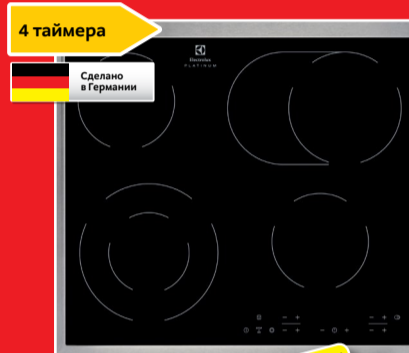 4 таймера
Electrolux
PLATINUM
Сделано
в Германии